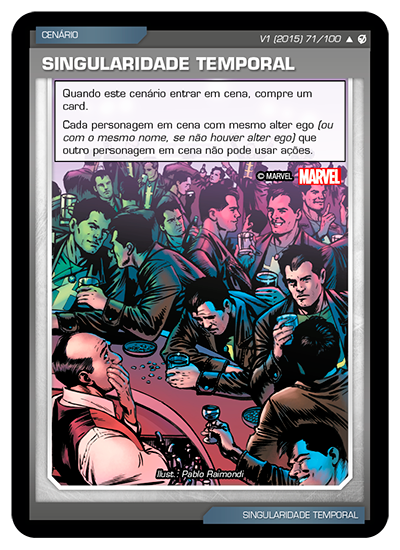 CENÁRIO
V1 (2015) 71/100
SINGULARIDADE TEMPORAL
Quando este cenário entrar em cena, compre um
card.
Cada personagem em cena com mesmo alter ego (ou
com o mesmo nome, se não houver alter ego) que
outro personagem em cena não pode usar ações.
© MARVEL MARVEL
Ilust.: Pablo Raimondi
SINGULARIDADE TEMPORAL